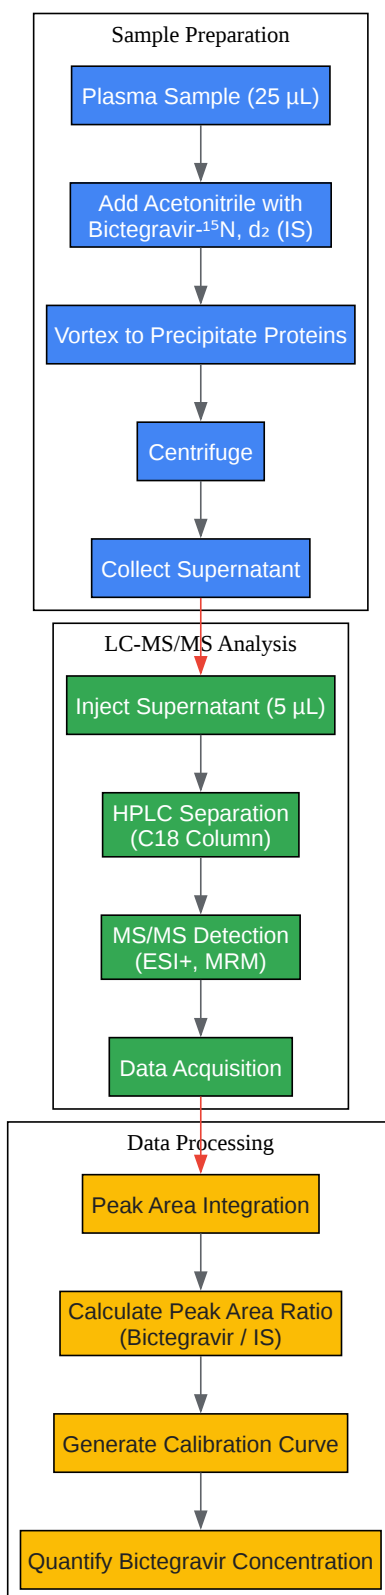 Sample Preparation
Plasma Sample (25 µL)
Add Acetonitrile with
Bictegravir-¹⁵N, d₂ (IS)
Vortex to Precipitate Proteins
Centrifuge
Collect Supernatant
LC-MS/MS Analysis
Inject Supernatant (5 µL)
HPLC Separation
(C18 Column)
MS/MS Detection
(ESI+, MRM)
Data Acquisition
Data Processing
Peak Area Integration
Calculate Peak Area Ratio
(Bictegravir / IS)
Generate Calibration Curve
Quantify Bictegravir Concentration